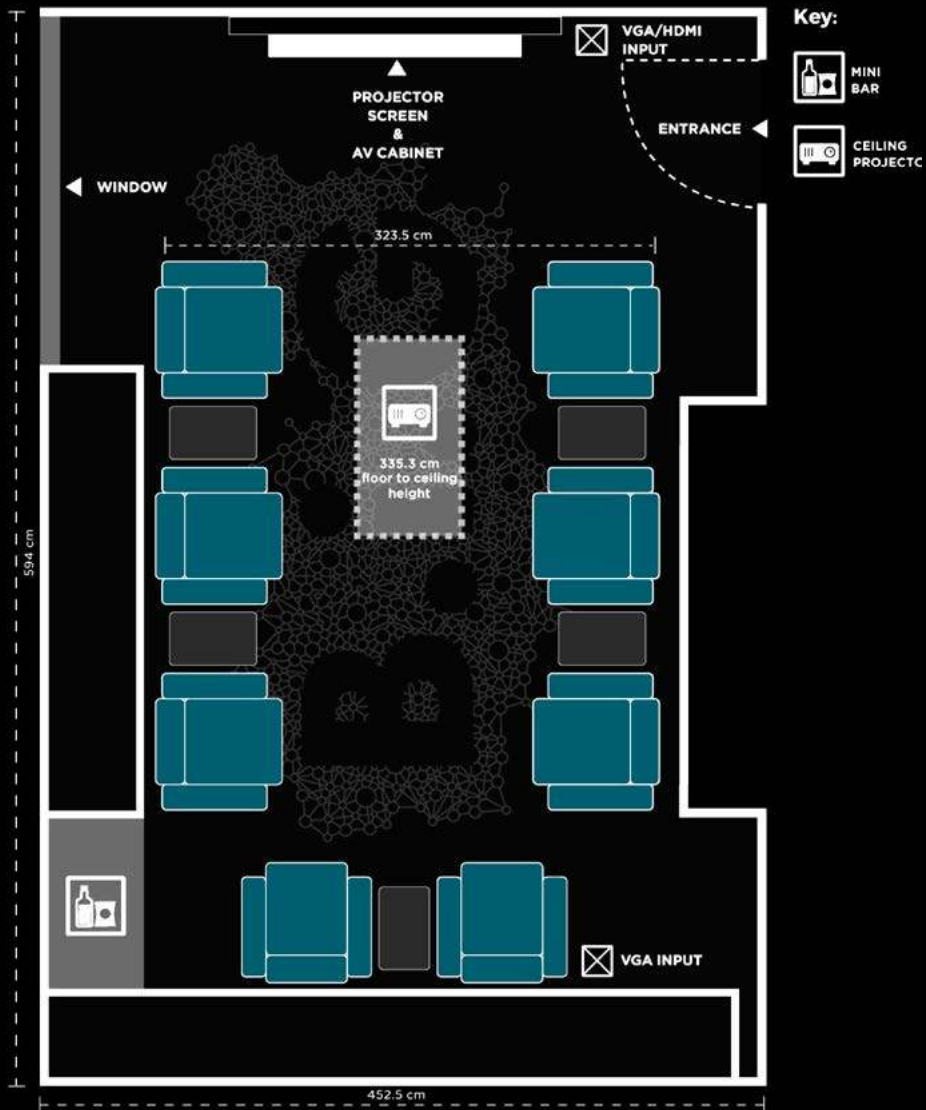 Key:
VGA/HDMI
INPUT
MINI
BAR
PROJECTOR
SCREEN
&
AV CABINET
ENTRANCE
CEILING
PROJECTC
WINDOW
323.5 cm
335.3 cm
floor to ceiling
height
594 cm
B
VGA INPUT
452.5 cm